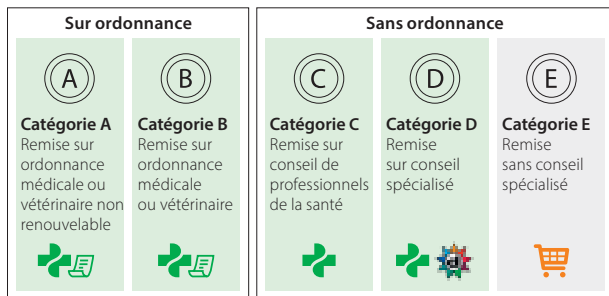 Sur ordonnance
A
Catégorie A
Remise sur
ordonnance
médicale ou
vétérinaire non
renouvelable
B
Catégorie B
Remise sur
ordonnance
médicale
ou vétérinaire
Sans ordonnance
C
Catégorie C
Remise sur
conseil de
professionnels
de la santé
D
Catégorie D
Remise
sur conseil
spécialisé
d
E
Catégorie E
Remise
sans conseil
spécialisé